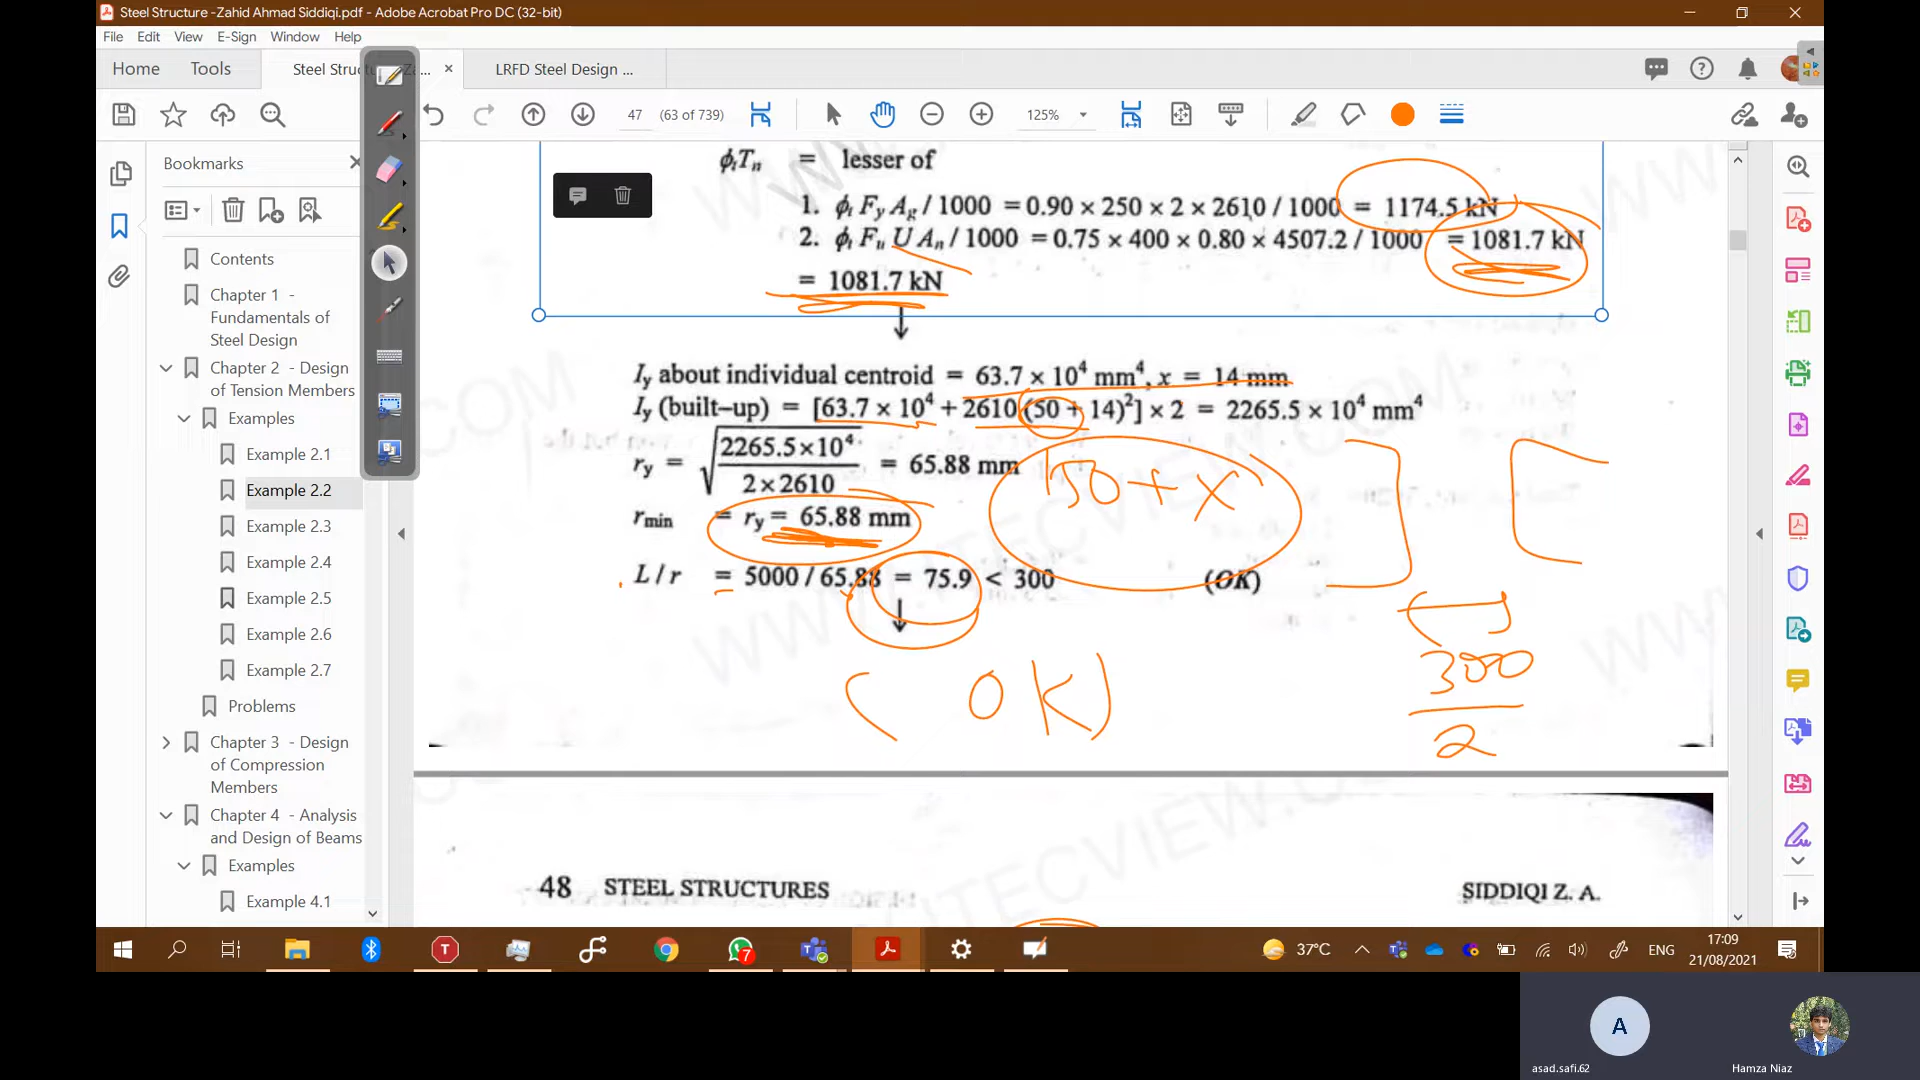 Steel Structure -Zahid Ahmad Siddiqi.pdf - Adobe Acrobat Pro DC (32-bit)
File Edit View E-Sign Window Help
Home Tools Steel Struct Za... × LRFD Steel Design ...
47 (63 of 739) 125%
Bookmarks
Contents
Chapter 1 -
Fundamentals of
Steel Design
Chapter 2 - Design
of Tension Members
Examples
Example 2.1
Example 2.2
Example 2.3
Example 2.4
Example 2.5
Example 2.6
Example 2.7
Problems
Chapter 3 - Design
of Compression
Members
Chapter 4 - Analysis
and Design of Beams
Examples
Example 4.1
ϕtTn = lesser of
1. ϕt Fy Ag / 1000 = 0.90 × 250 × 2 × 2610 / 1000 = 1174.5 kN
2. ϕt Fu U An / 1000 = 0.75 × 400 × 0.80 × 4507.2 / 1000 = 1081.7 kN
= 1081.7 kN
↓
Iy about individual centroid = 63.7 × 10⁴ mm⁴, x = 14 mm
Iy (built–up) = [63.7 × 10⁴ + 2610 (50 + 14)²] × 2 = 2265.5 × 10⁴ mm⁴
ry = √(2265.5×10⁴ / 2×2610) = 65.88 mm
150 + x
rmin = ry = 65.88 mm
L / r = 5000 / 65.88 = 75.9 < 300 (OK)
↓
300
2
( OK)
48 STEEL STRUCTURES SIDDIQI Z. A.
T
7
37°C
ENG
17:09
21/08/2021
A
asad.safi.62
Hamza Niaz